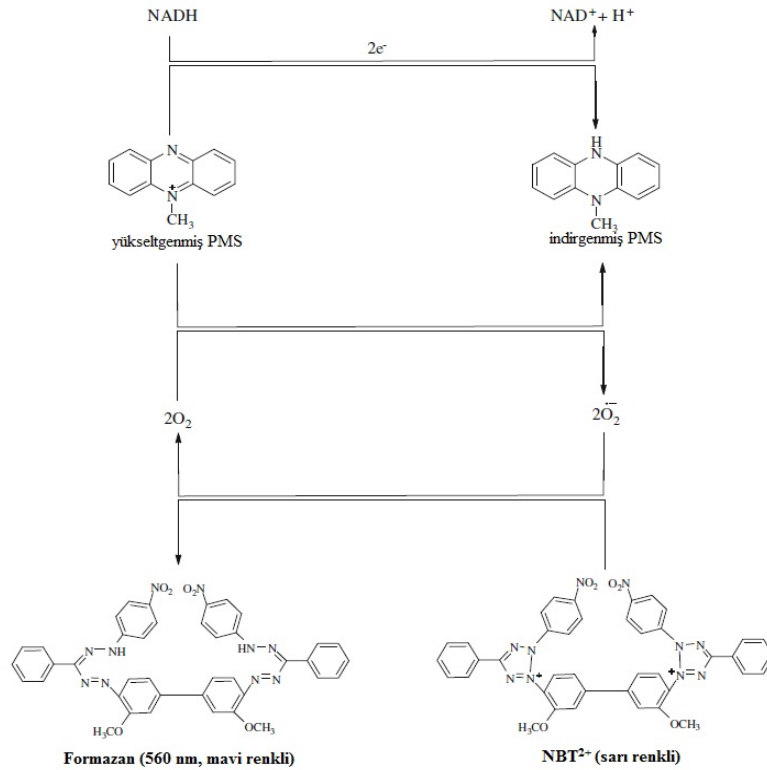 NADH NAD⁺ + H⁺
2e⁻
N
N⁺
CH₃
yükseltgenmiş PMS
H
N
N
CH₃
indirgenmiş PMS
2O₂ 2O₂˙⁻
NO₂ O₂N
N NH HN N
N=N N=N
H₃CO OCH₃
Formazan (560 nm, mavi renkli)
NO₂ O₂N
N N N N
N N⁺ N⁺ N
H₃CO OCH₃
NBT²⁺ (sarı renkli)